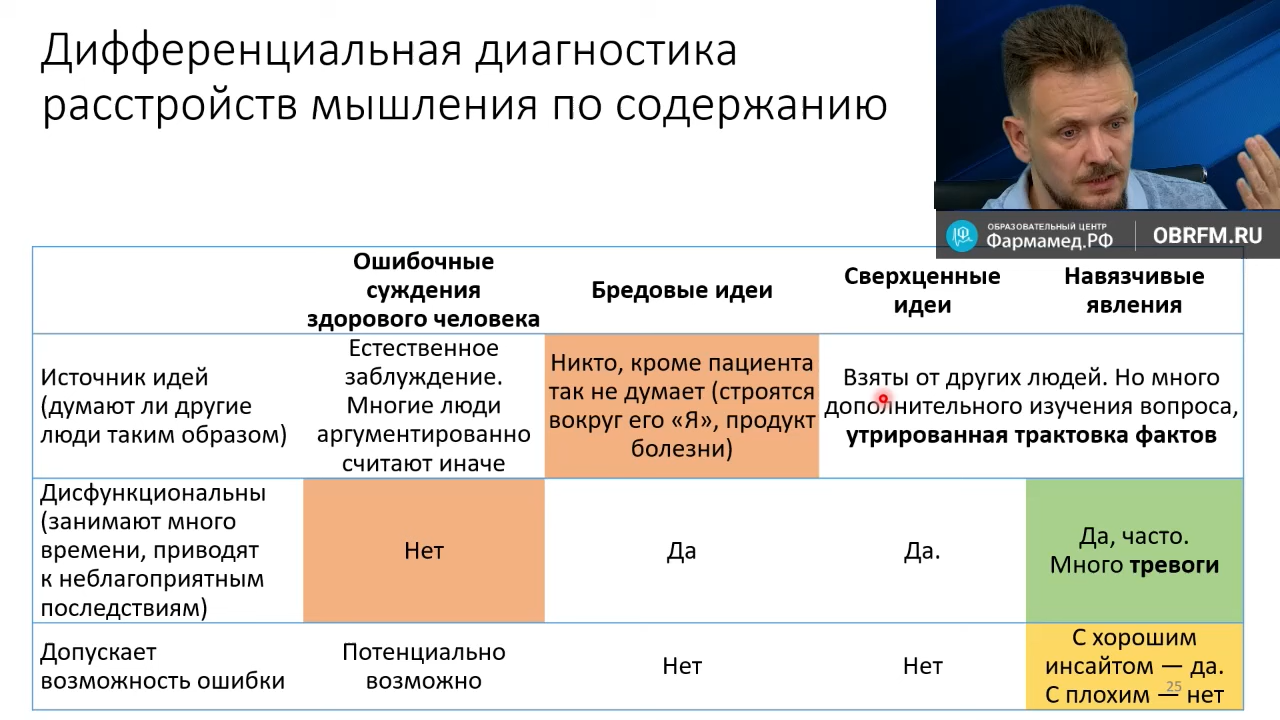 Дифференциальная диагностика
расстройств мышления по содержанию
ОБРАЗОВАТЕЛЬНЫЙ ЦЕНТР
Фармамед.РФ
OBRFM.RU
Ошибочные
суждения
здорового человека
Бредовые идеи
Сверхценные
идеи
Навязчивые
явления
Источник идей
(думают ли другие
люди таким образом)
Естественное
заблуждение.
Многие люди
аргументированно
считают иначе
Никто, кроме пациента
так не думает (строятся
вокруг его «Я», продукт
болезни)
Взяты от других людей. Но много
дополнительного изучения вопроса,
утрированная трактовка фактов
Дисфункциональны
(занимают много
времени, приводят
к неблагоприятным
последствиям)
Нет
Да
Да.
Да, часто.
Много тревоги
Допускает
возможность ошибки
Потенциально
возможно
Нет
Нет
С хорошим
инсайтом — да.
С плохим — нет
25